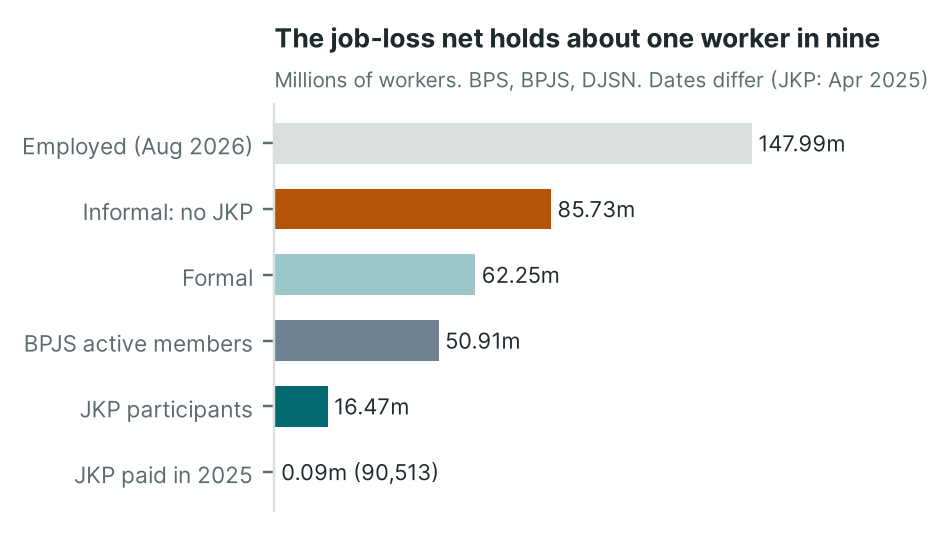 The job-loss net holds about one worker in nine
Millions of workers. BPS, BPJS, DJSN. Dates differ (JKP: Apr 2025)
Employed (Aug 2026) 147.99m
Informal: no JKP 85.73m
Formal 62.25m
BPJS active members 50.91m
JKP participants 16.47m
JKP paid in 2025 0.09m (90,513)